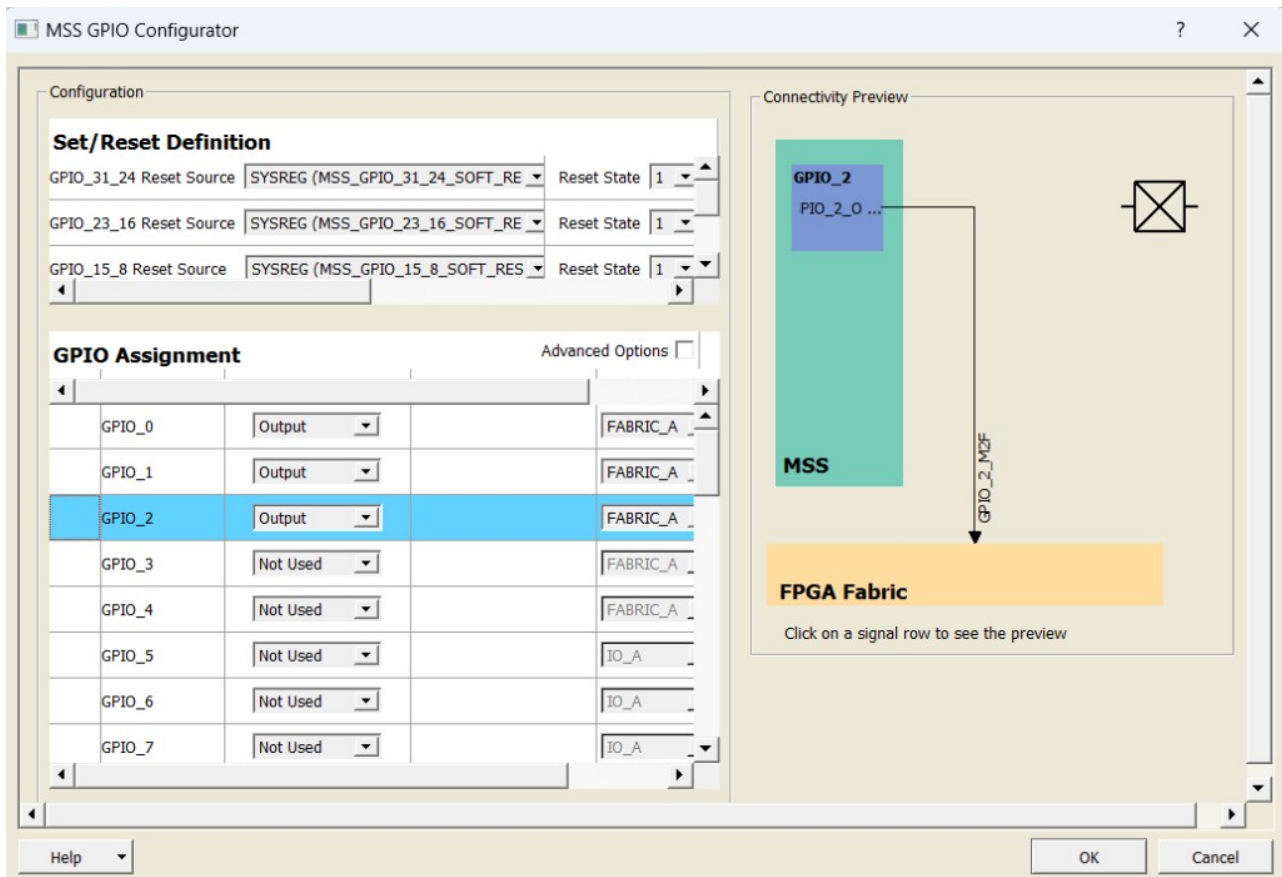 MSS GPIO Configurator
?
Configuration
Set/Reset Definition
GPIO_31_24 Reset Source SYSREG (MSS_GPIO_31_24_SOFT_RE Reset State 1
GPIO_23_16 Reset Source SYSREG (MSS_GPIO_23_16_SOFT_RE Reset State 1
GPIO_15_8 Reset Source SYSREG (MSS_GPIO_15_8_SOFT_RES Reset State 1
GPIO Assignment Advanced Options
GPIO_0 Output FABRIC_A
GPIO_1 Output FABRIC_A
GPIO_2 Output FABRIC_A
GPIO_3 Not Used FABRIC_A
GPIO_4 Not Used FABRIC_A
GPIO_5 Not Used IO_A
GPIO_6 Not Used IO_A
GPIO_7 Not Used IO_A
Connectivity Preview
GPIO_2
PIO_2_O ...
MSS
GPIO_2_M2F
FPGA Fabric
Click on a signal row to see the preview
Help OK Cancel